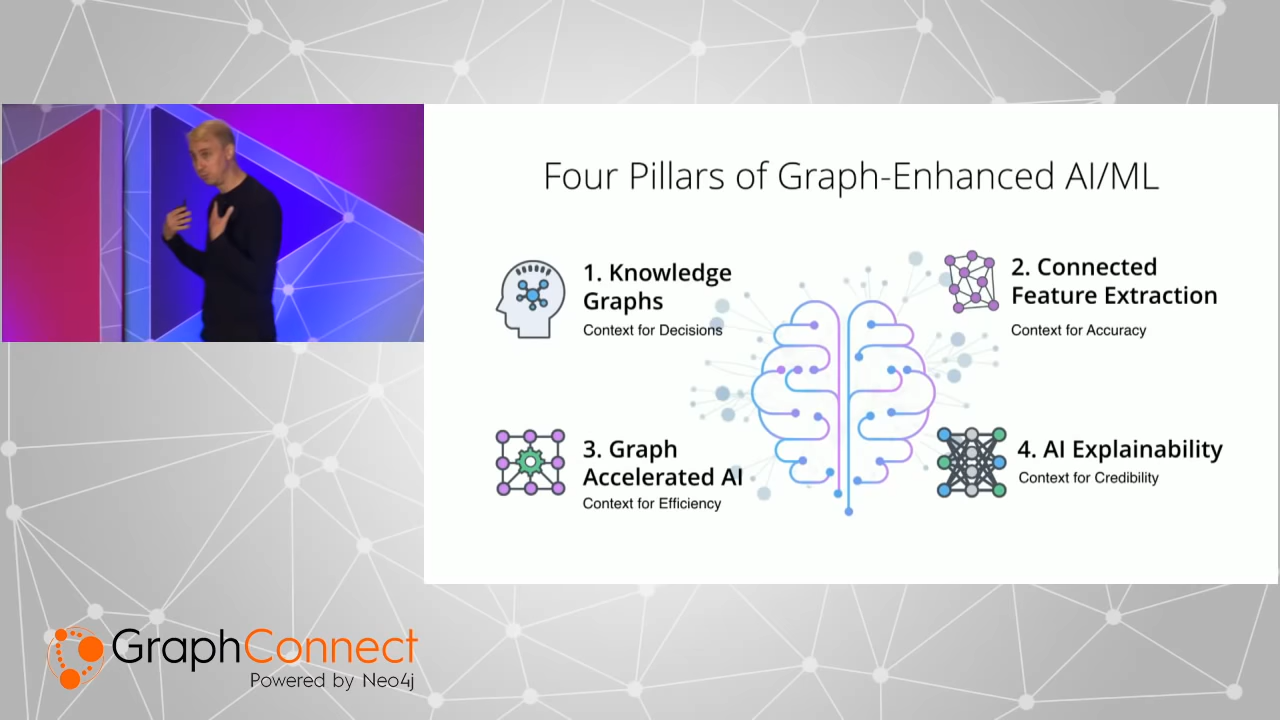 Four Pillars of Graph-Enhanced AI/ML
1. Knowledge
Graphs
Context for Decisions
2. Connected
Feature Extraction
Context for Accuracy
3. Graph
Accelerated AI
Context for Efficiency
4. AI Explainability
Context for Credibility
GraphConnect
Powered by Neo4j